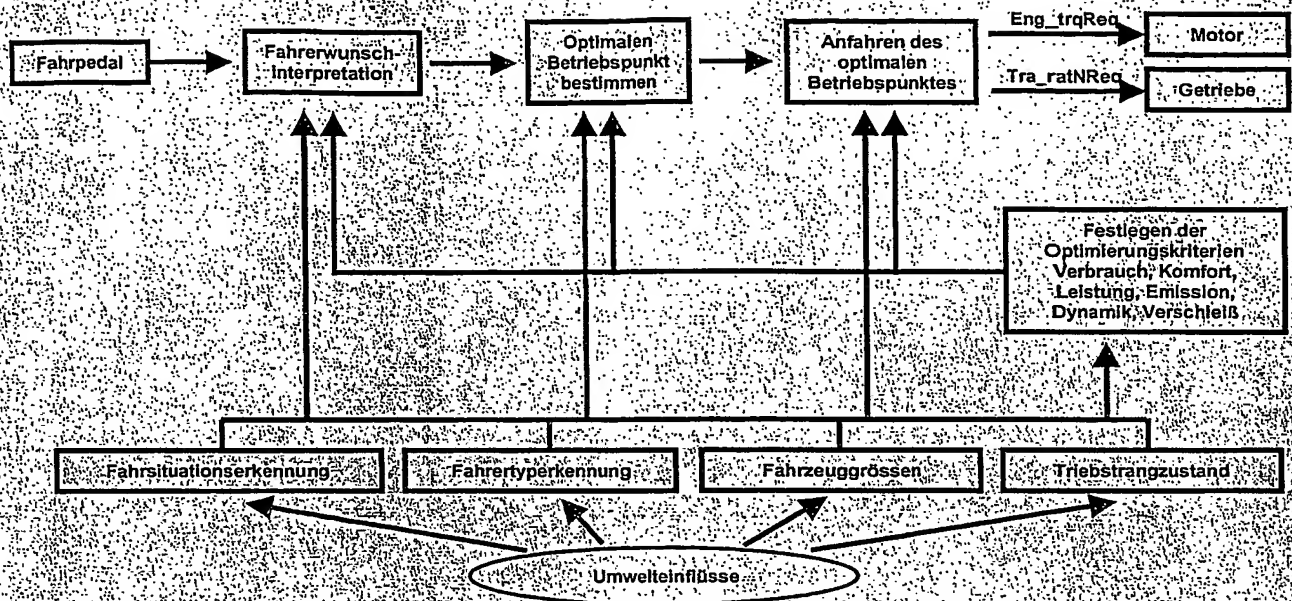 Fahrpedal
Fahrerwunsch-
interpretation
Optimalen
Betriebspunkt
bestimmen
Anfahren des
optimalen
Betriebspunktes
Eng_trqReq
Motor
Tra_ratNReq
Getriebe
Festlegen der
Optimierungskriterien
Verbrauch, Komfort,
Leistung, Emission,
Dynamik, Verschleiß
Fahrsituationserkennung
Fahrertyperkennung
Fahrzeuggrössen
Triebstrangzustand
Umwelteinflüsse